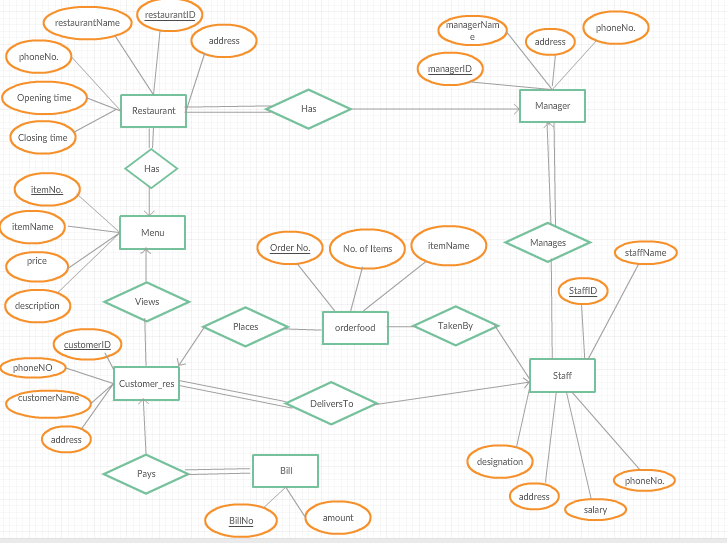 restaurantName
restaurantID
address
phoneNo.
Opening time
Closing time
Restaurant
Has
managerNam
e
address
phoneNo.
managerID
Manager
Has
itemNo.
itemName
price
description
Menu
Views
Order No.
No. of Items
itemName
Manages
staffName
StaffID
Places
orderfood
TakenBy
customerID
phoneNO
customerName
address
Customer_res
DeliversTo
Staff
Pays
Bill
BillNo
amount
designation
address
salary
phoneNo.